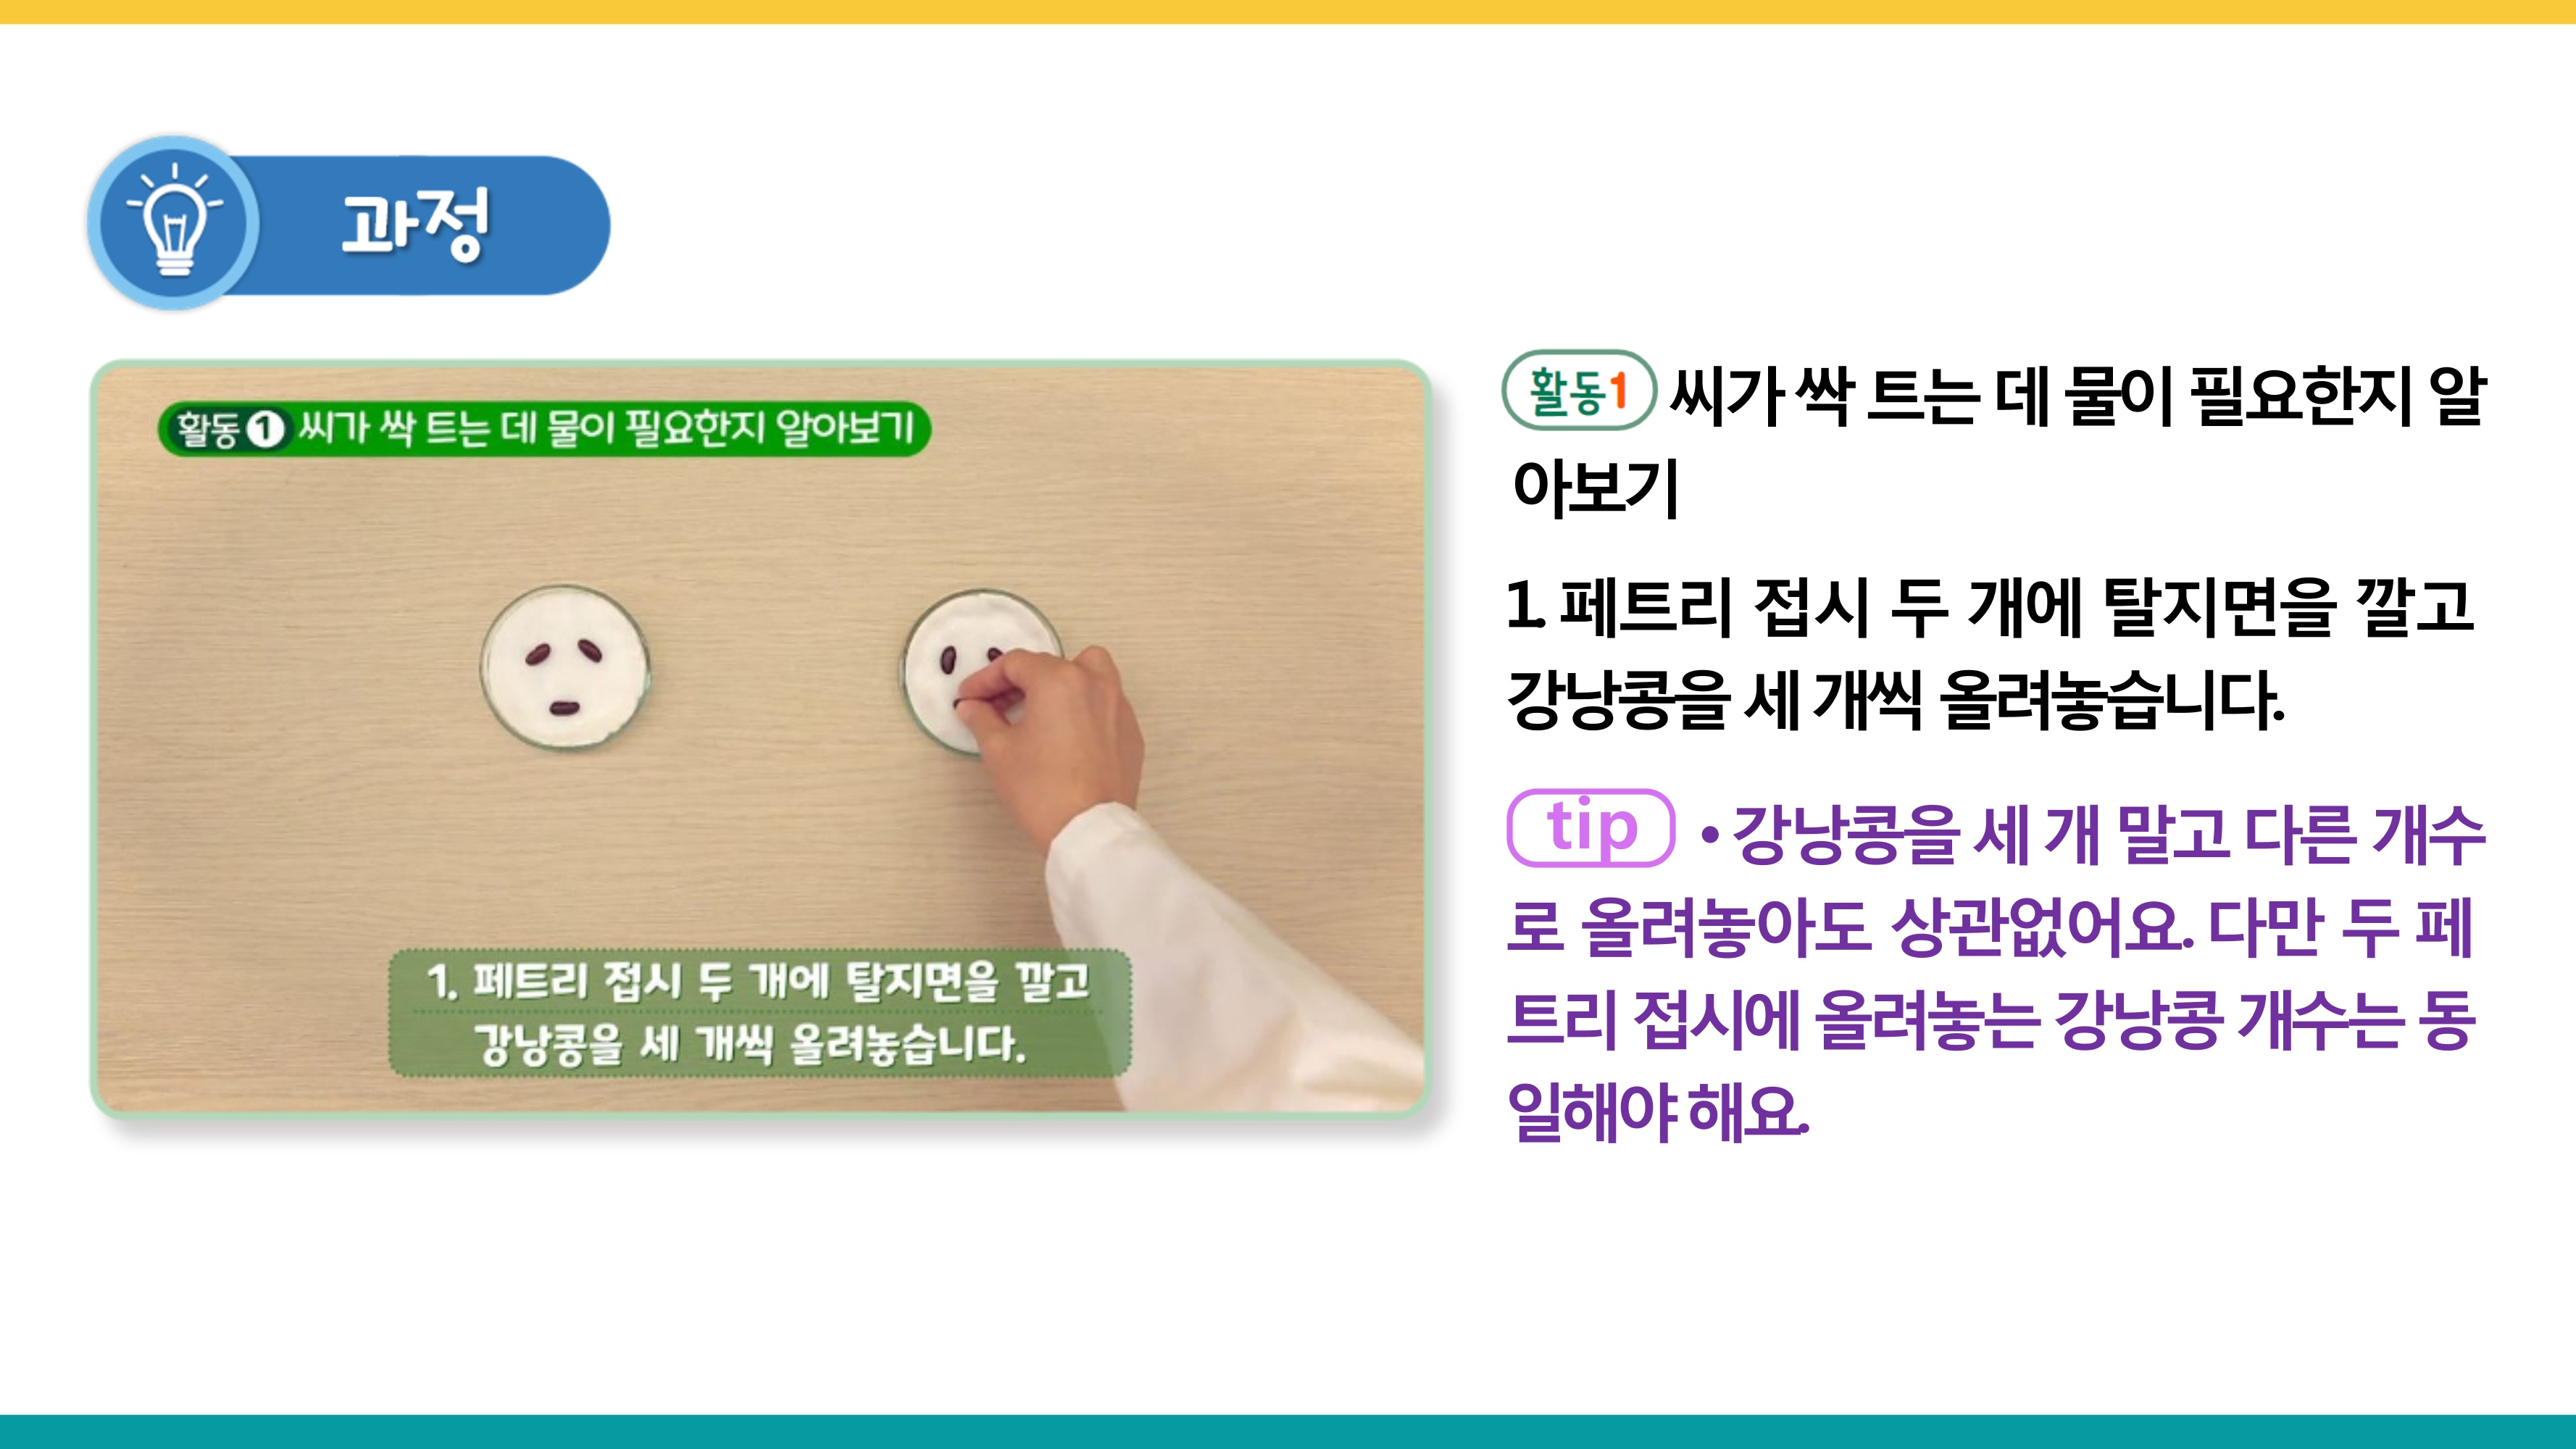 과정
활동 1 씨가 싹 트는 데 물이 필요한지 알아보기
1. 페트리 접시 두 개에 탈지면을 깔고
강낭콩을 세 개씩 올려놓습니다.
활동1 씨가 싹 트는 데 물이 필요한지 알
아보기
1. 페트리 접시 두 개에 탈지면을 깔고
강낭콩을 세 개씩 올려놓습니다.
tip • 강낭콩을 세 개 말고 다른 개수
로 올려놓아도 상관없어요. 다만 두 페
트리 접시에 올려놓는 강낭콩 개수는 동
일해야 해요.